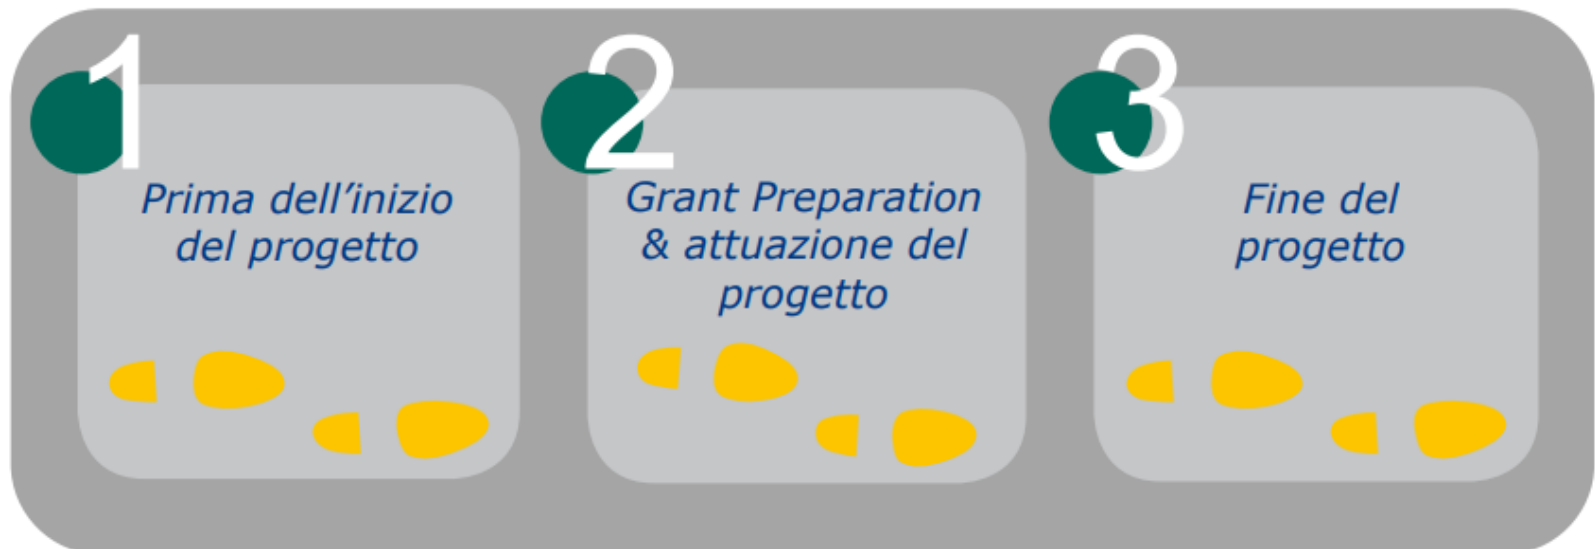 1
Prima dell'inizio
del progetto
2
Grant Preparation
& attuazione del
progetto
3
Fine del
progetto